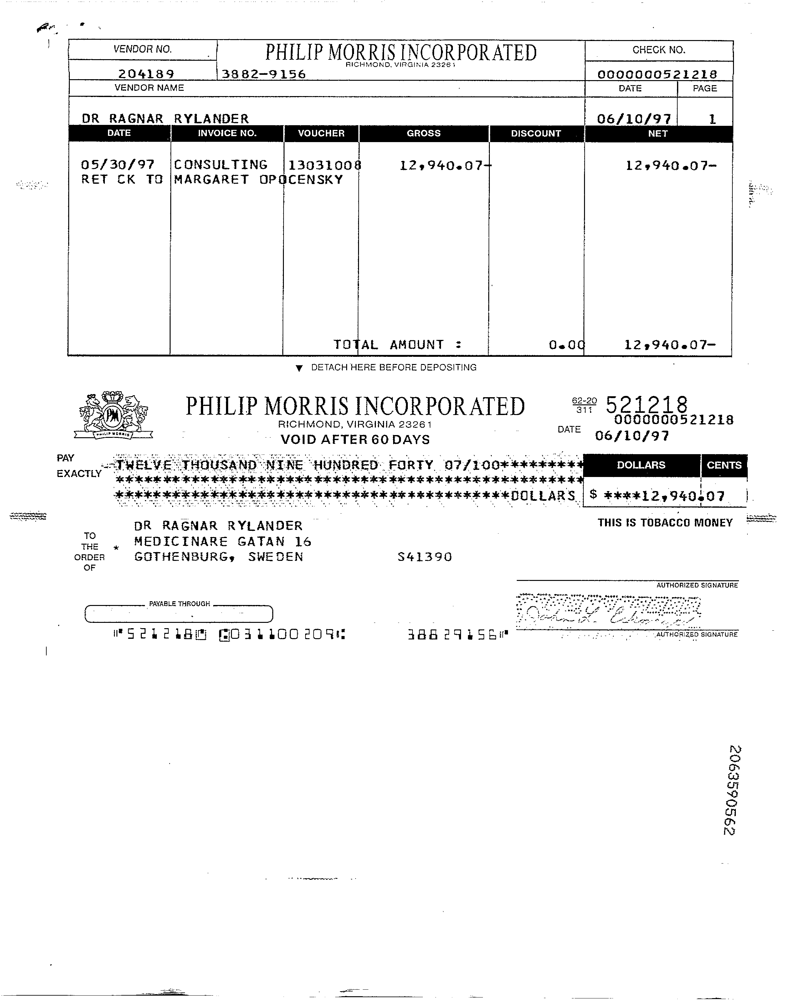 VENDOR NO. PHILIP MORRIS INCORPORATED CHECK NO.
RICHMOND, VIRGINIA 23261
204189 3882-9156 0000000521218
VENDOR NAME DATE PAGE
DR RAGNAR RYLANDER 06/10/97 1
DATE INVOICE NO. VOUCHER GROSS DISCOUNT NET
05/30/97 CONSULTING 13031008 12,940.07- 12,940.07-
RET CK TO MARGARET OPOCENSKY
TOTAL AMOUNT : 0.00 12,940.07-
▼ DETACH HERE BEFORE DEPOSITING
PM
PHILIP MORRIS
PHILIP MORRIS INCORPORATED 62-20 521218
311 0000000521218
RICHMOND, VIRGINIA 23261
VOID AFTER 60 DAYS DATE 06/10/97
PAY
EXACTLY
TWELVE THOUSAND NINE HUNDRED FORTY 07/100*********
DOLLARS CENTS
**************************************************
******************************************DOLLARS $ ****12,940.07
THIS IS TOBACCO MONEY
TO
THE *
ORDER
OF
DR RAGNAR RYLANDER
MEDICINARE GATAN 16
GOTHENBURG, SWEDEN S41390
AUTHORIZED SIGNATURE
PAYABLE THROUGH
⑈521218⑈ ⑆031100209⑆ 38829156⑈
AUTHORIZED SIGNATURE
2063590562